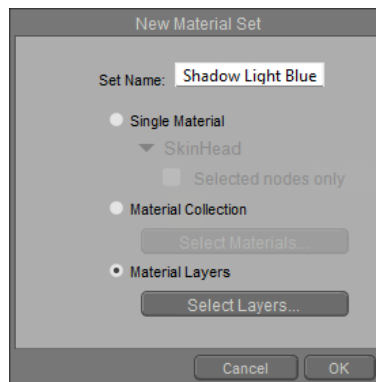 New Material Set
Set Name: Shadow Light Blue
Single Material
SkinHead
Selected nodes only
Material Collection
Select Materials...
Material Layers
Select Layers...
Cancel OK